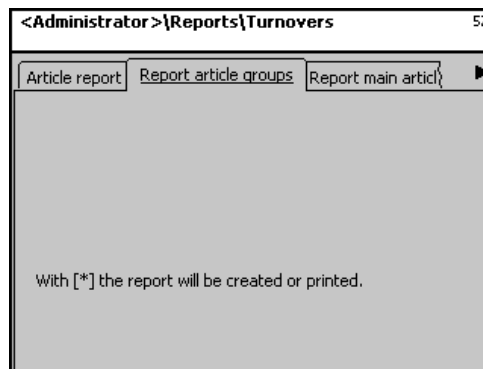 <Administrator>\Reports\Turnovers
Article report Report article groups Report main articl
With [*] the report will be created or printed.